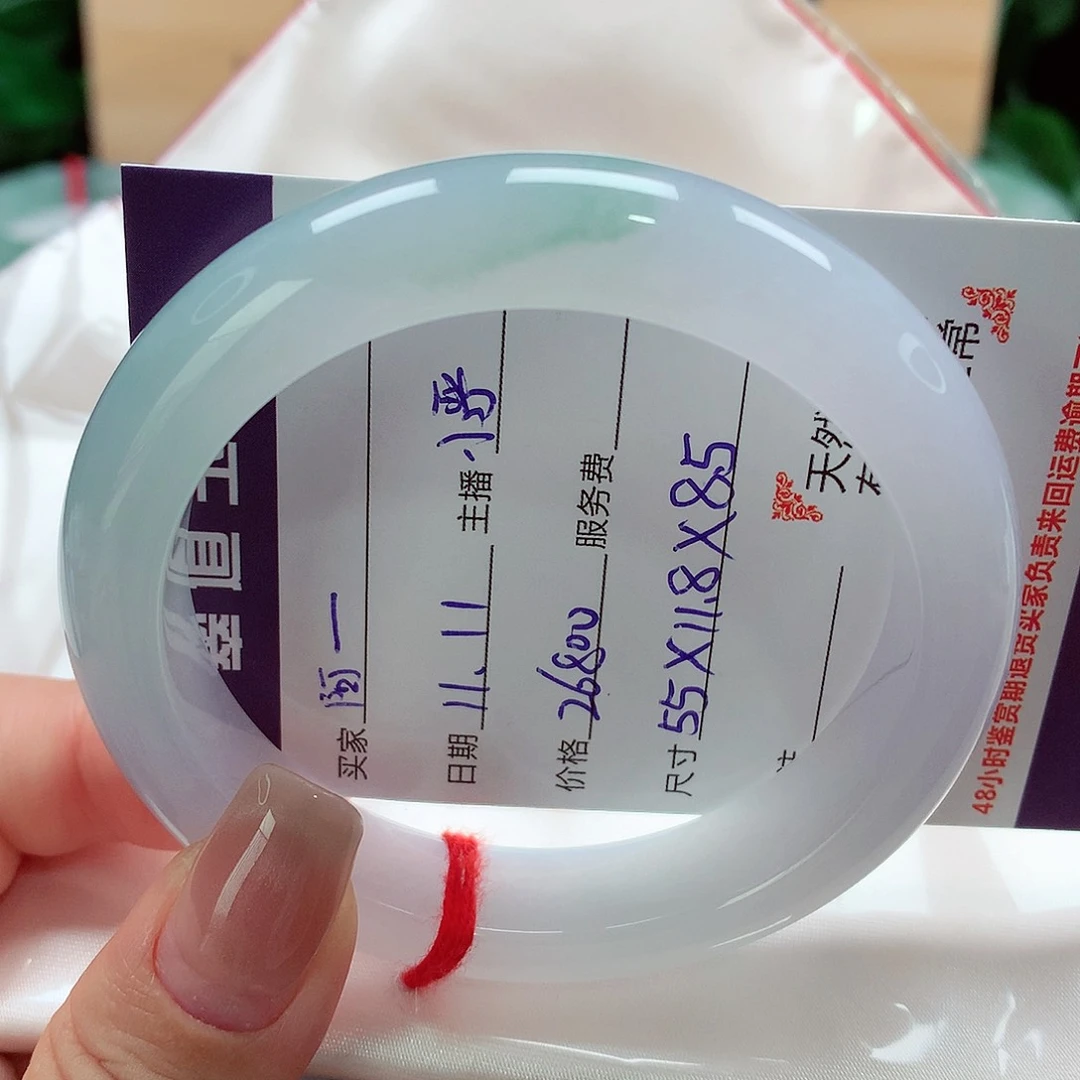 买家 阿一
日期 11.11 主播 小季
价格 26800 服务费
尺寸 55X11.8X8.5
天然
48小时鉴赏期退货买家负责来回运费逾期